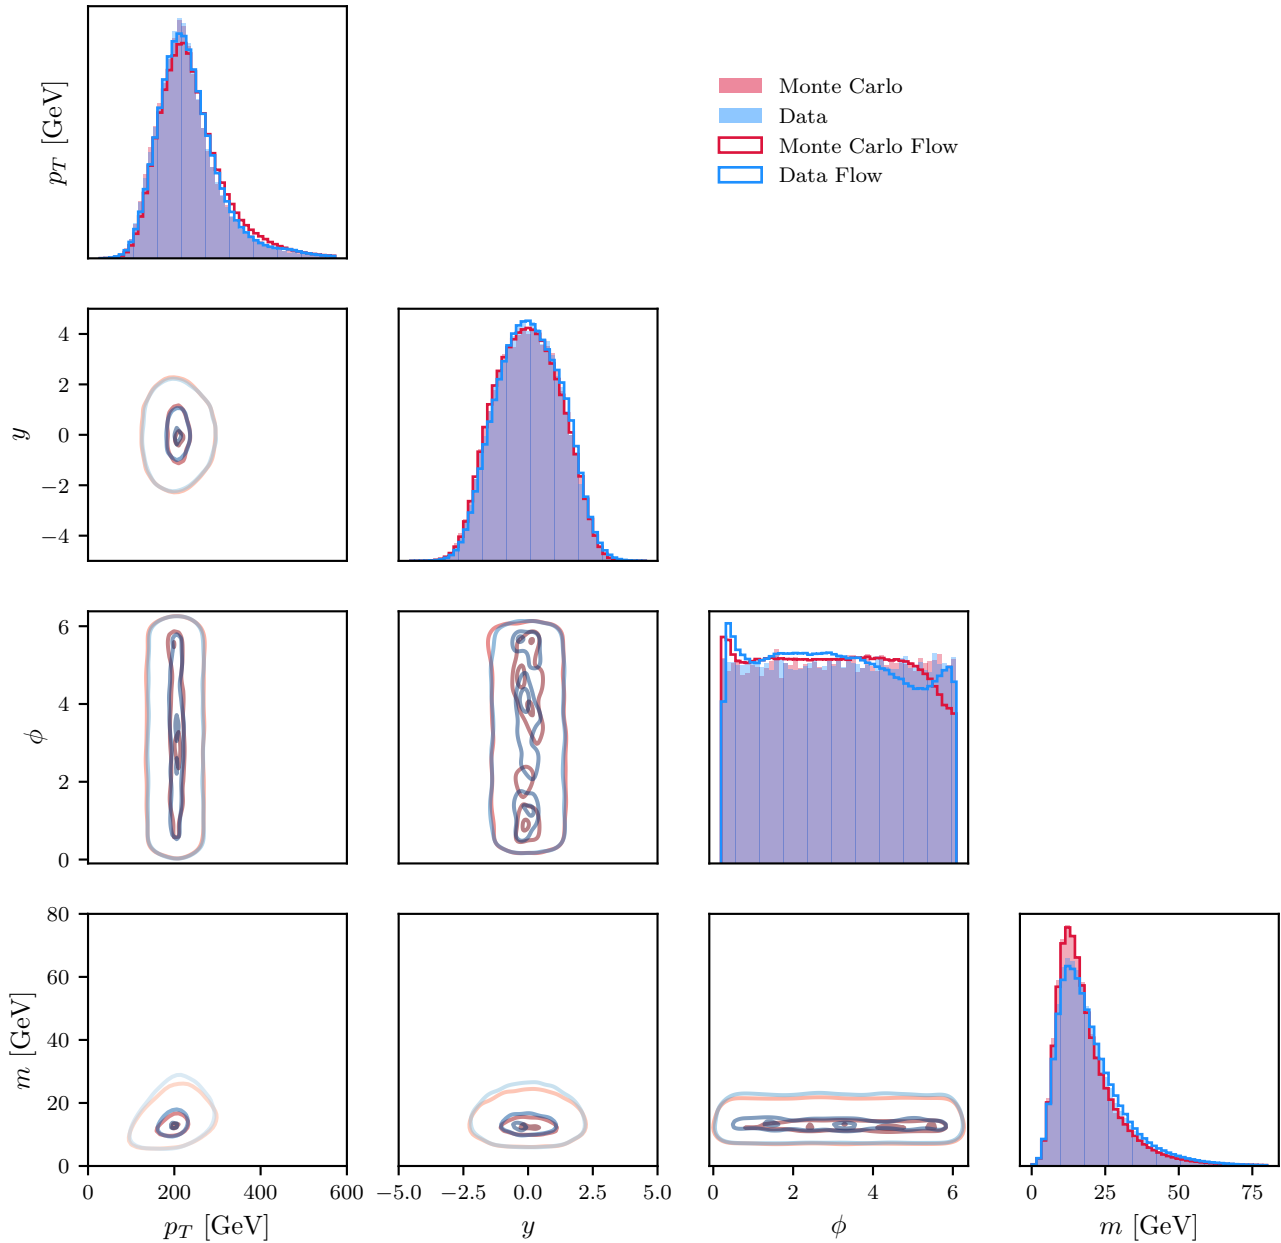 p_T [GeV]
Monte Carlo
Data
Monte Carlo Flow
Data Flow
4
2
0
−2
−4
y
6
4
2
0
ϕ
80
60
40
20
0
m [GeV]
0 200 400 600
p_T [GeV]
−5.0 −2.5 0.0 2.5 5.0
y
0 2 4 6
ϕ
0 25 50 75
m [GeV]